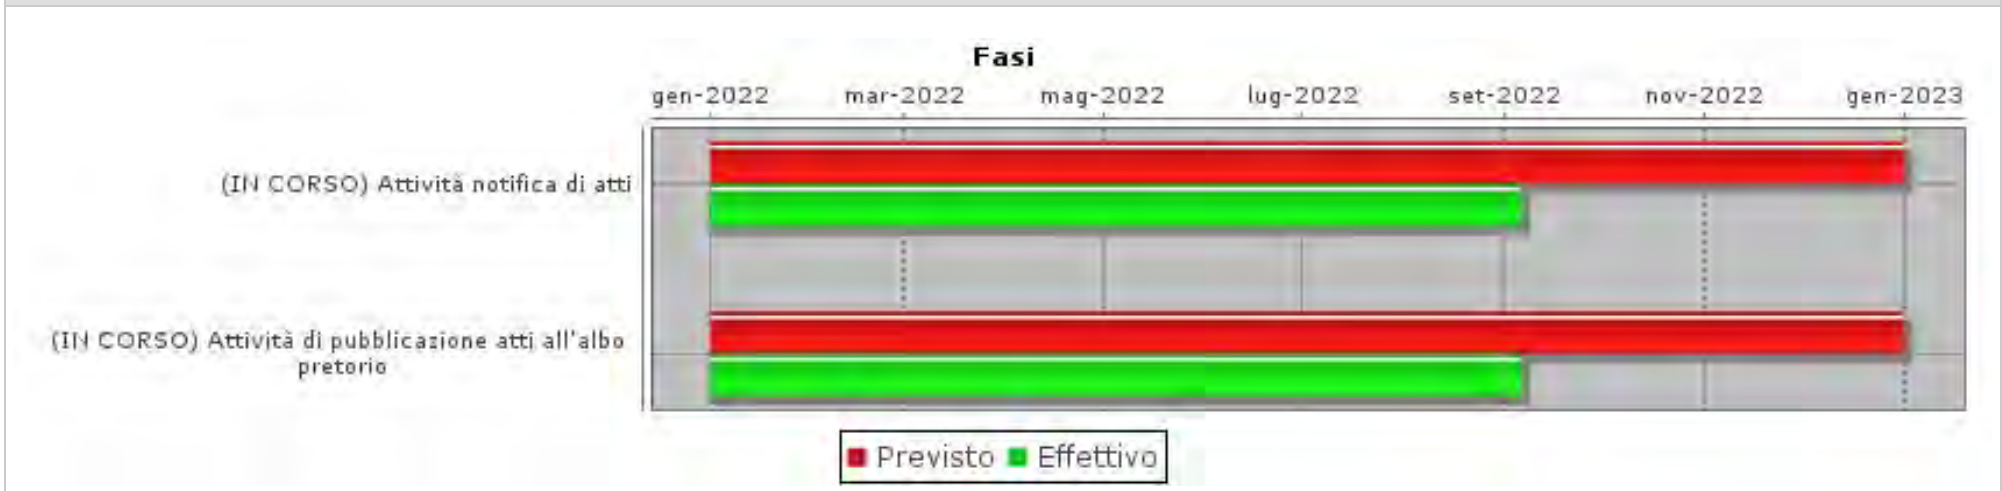 Fasi
gen-2022 mar-2022 mag-2022 lug-2022 set-2022 nov-2022 gen-2023
(IN CORSO) Attività notifica di atti
(IN CORSO) Attività di pubblicazione atti all'albo
pretorio
Previsto Effettivo